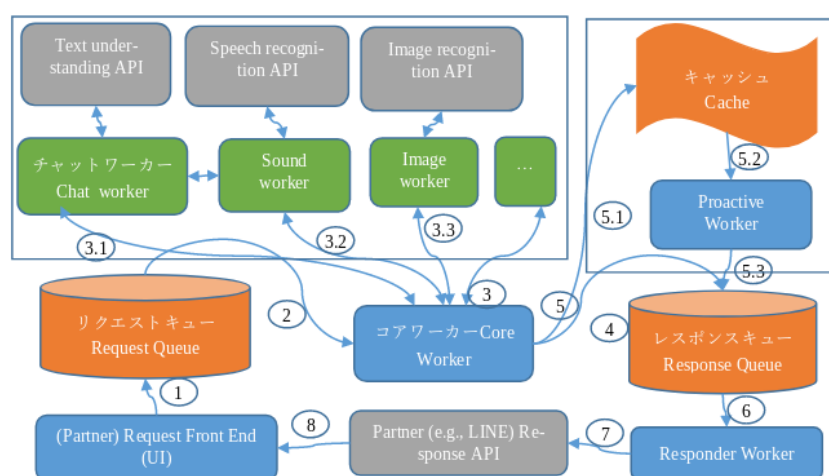 Text under-
standing API
Speech recogni-
tion API
Image recogni-
tion API
キャッシュ
Cache
チャットワーカー
Chat worker
Sound
worker
Image
worker
...
5.2
Proactive
Worker
5.1
3.1
3.2
3.3
5.3
リクエストキュー
Request Queue
2
3
5
コアワーカーCore
Worker
4
レスポンスキュー
Response Queue
1
6
(Partner) Request Front End
(UI)
8
Partner (e.g., LINE) Re-
sponse API
7
Responder Worker